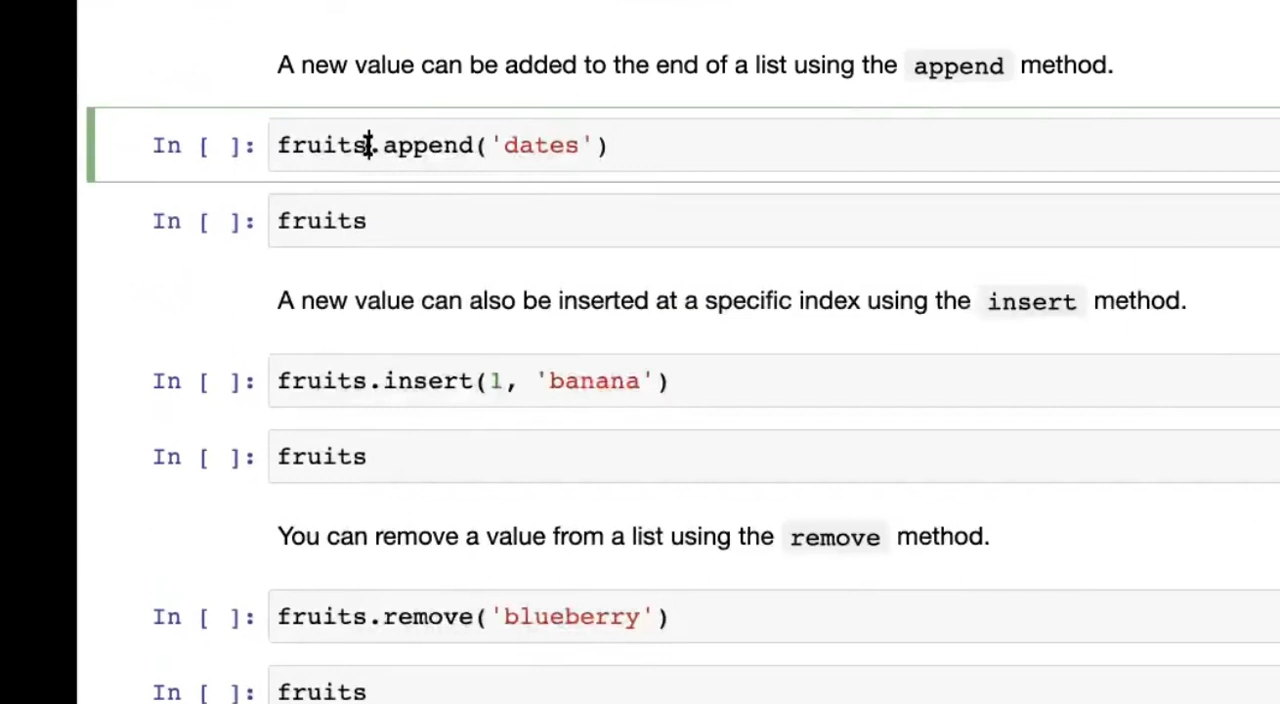 A new value can be added to the end of a list using the append method.
In [ ]: fruits.append('dates')
In [ ]: fruits
A new value can also be inserted at a specific index using the insert method.
In [ ]: fruits.insert(1, 'banana')
In [ ]: fruits
You can remove a value from a list using the remove method.
In [ ]: fruits.remove('blueberry')
In [ ]: fruits